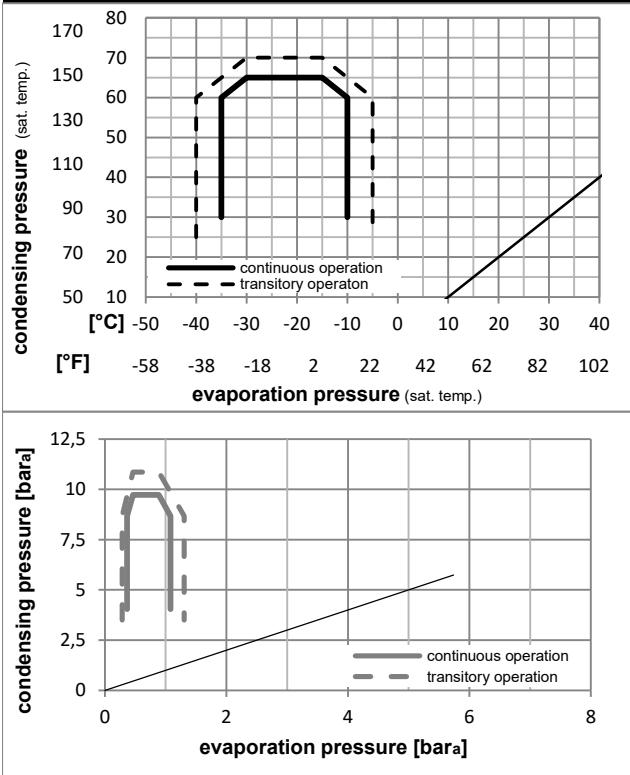 170 80
150 70
60
130 50
110 40
90 30
70 20
50 10
condensing pressure (sat. temp.)
continuous operation
transitory operaton
[°C] -50 -40 -30 -20 -10 0 10 20 30 40
[°F] -58 -38 -18 2 22 42 62 82 102
evaporation pressure (sat. temp.)
12,5
10
7,5
5
2,5
0
condensing pressure [bara]
continuous operation
transitory operation
0 2 4 6 8
evaporation pressure [bara]